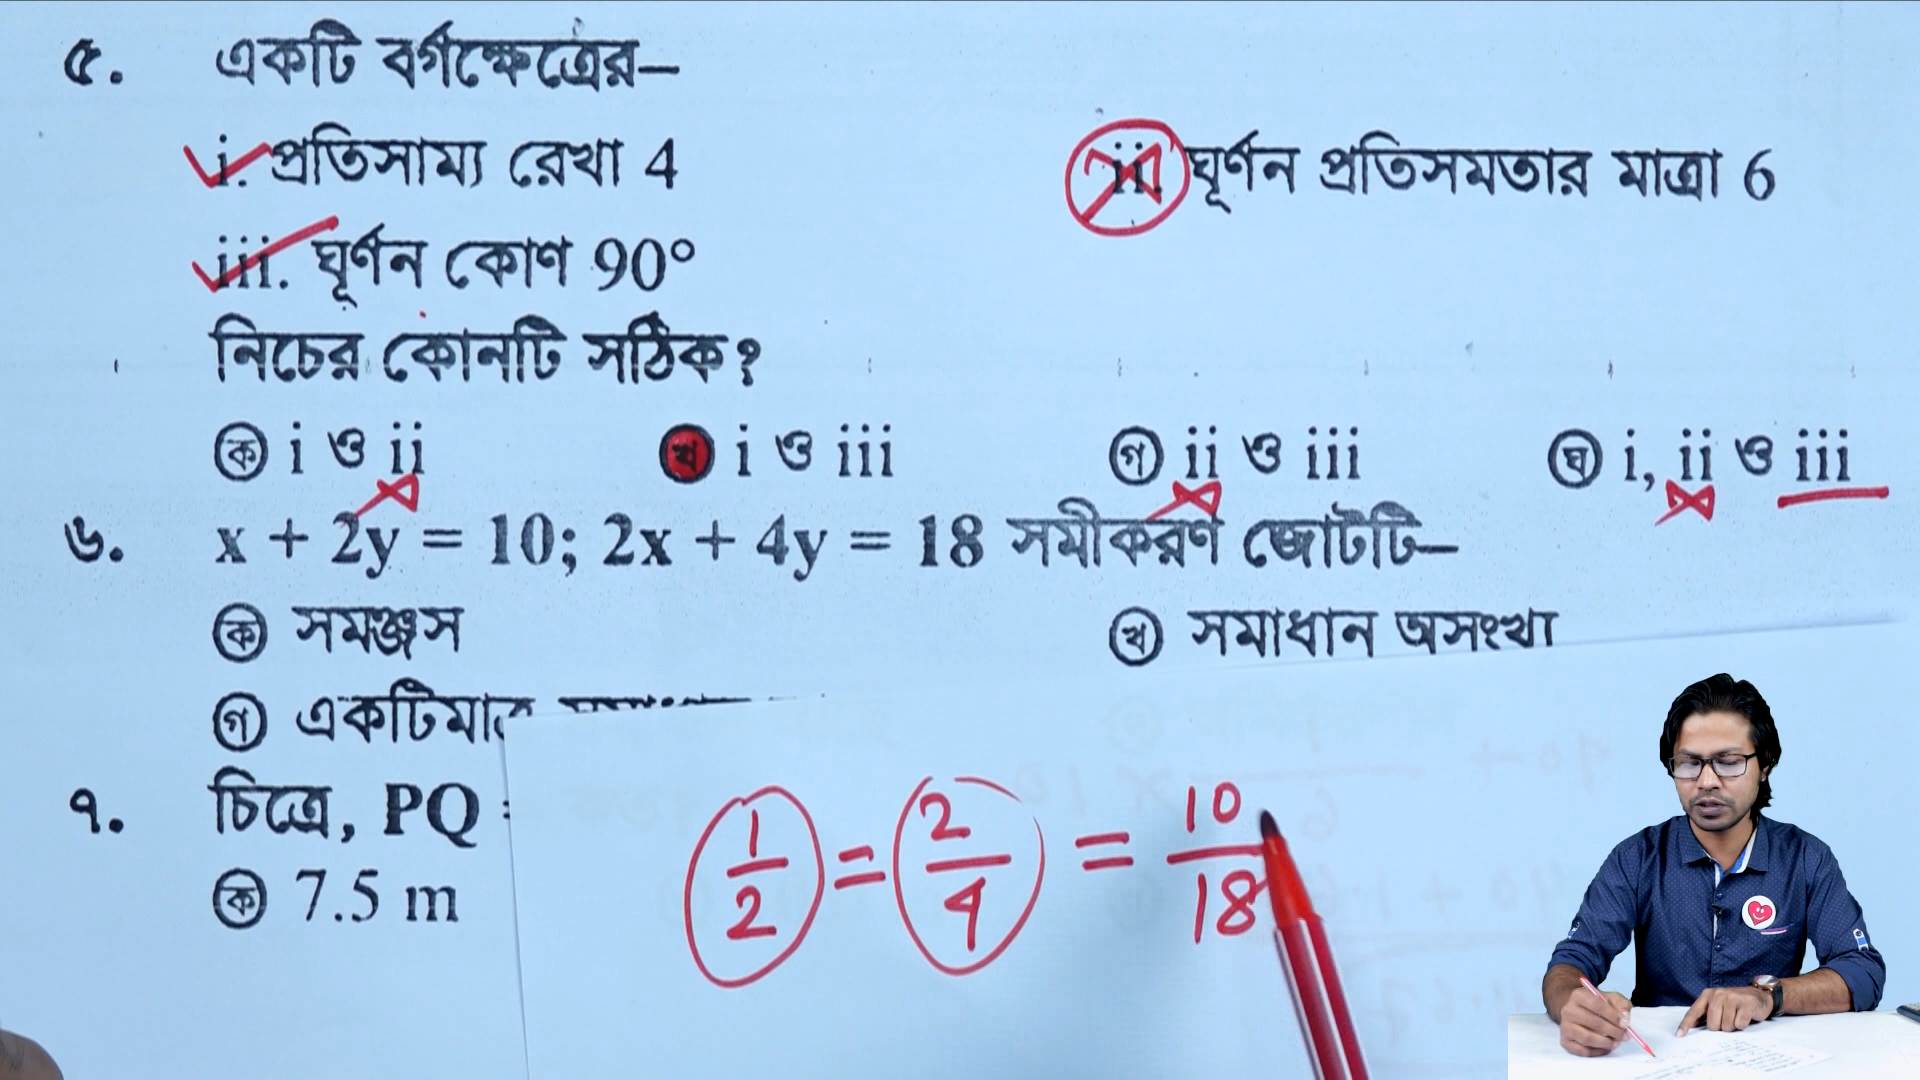 ৫. একটি বর্গক্ষেত্রের–
i. প্রতিসাম্য রেখা 4 ii. ঘূর্ণন প্রতিসমতার মাত্রা 6
iii. ঘূর্ণন কোণ 90°
নিচের কোনটি সঠিক?
ক i ও ii খ i ও iii গ ii ও iii ঘ i, ii ও iii
৬. x + 2y = 10; 2x + 4y = 18 সমীকরণ জোটটি–
ক সমঞ্জস খ সমাধান অসংখ্য
গ একটিমাত্র
৭. চিত্রে, PQ
ক 7.5 m
1/2 = 2/4 = 10/18